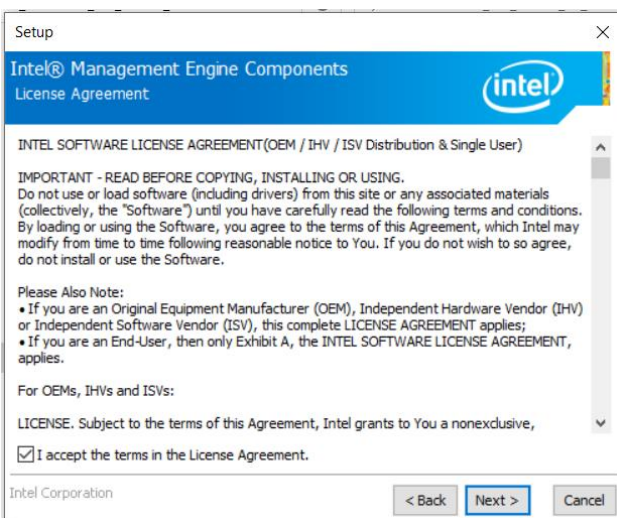 Setup
Intel® Management Engine Components
License Agreement
intel
INTEL SOFTWARE LICENSE AGREEMENT(OEM / IHV / ISV Distribution & Single User)
IMPORTANT - READ BEFORE COPYING, INSTALLING OR USING.
Do not use or load software (including drivers) from this site or any associated materials
(collectively, the "Software") until you have carefully read the following terms and conditions.
By loading or using the Software, you agree to the terms of this Agreement, which Intel may
modify from time to time following reasonable notice to You. If you do not wish to so agree,
do not install or use the Software.
Please Also Note:
• If you are an Original Equipment Manufacturer (OEM), Independent Hardware Vendor (IHV)
or Independent Software Vendor (ISV), this complete LICENSE AGREEMENT applies;
• If you are an End-User, then only Exhibit A, the INTEL SOFTWARE LICENSE AGREEMENT,
applies.
For OEMs, IHVs and ISVs:
LICENSE. Subject to the terms of this Agreement, Intel grants to You a nonexclusive,
I accept the terms in the License Agreement.
Intel Corporation
< Back Next > Cancel